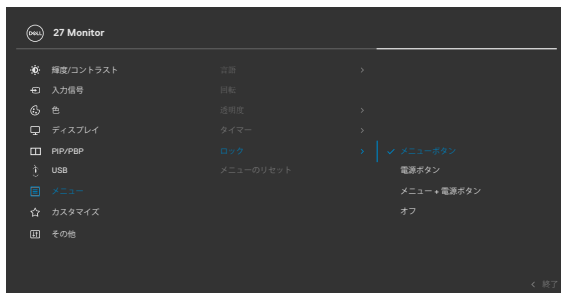 DELL 27 Monitor
輝度/コントラスト 言語
入力信号 回転
色 透明度
ディスプレイ タイマー
PIP/PBP ロック メニューボタン
USB メニューのリセット 電源ボタン
メニュー メニュー + 電源ボタン
カスタマイズ オフ
その他
終了